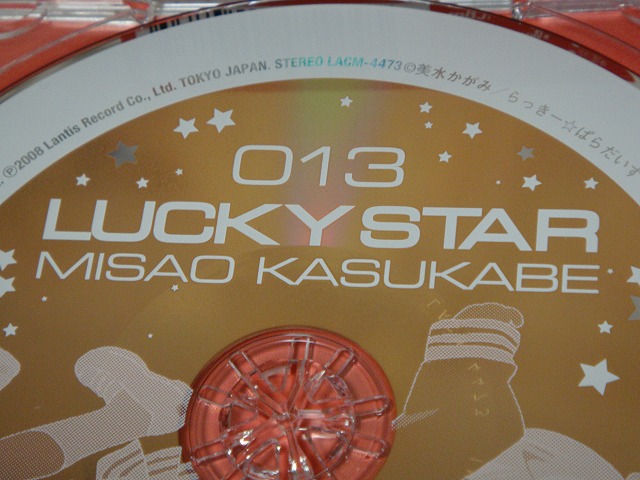 ℗2008 Lantis Record Co., Ltd. TOKYO JAPAN. STEREO LACM-4473©美水かがみ/らっきー☆ぱらだいす
013
LUCKY STAR
MISAO KASUKABE